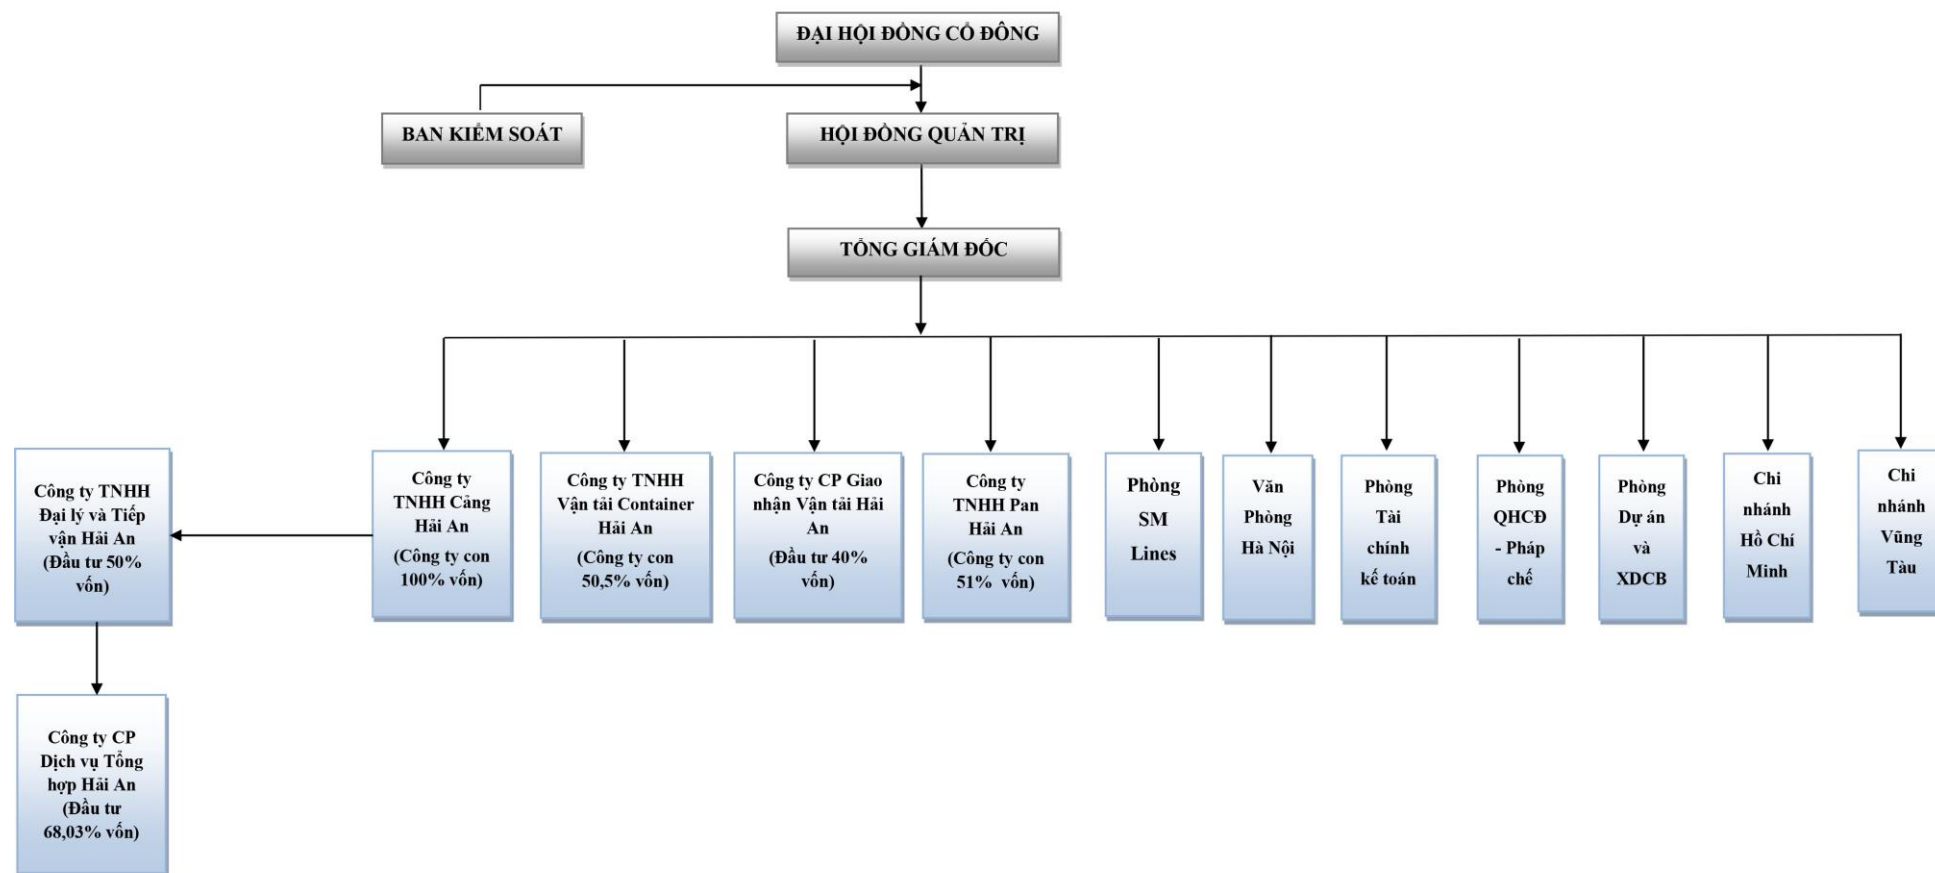 ĐẠI HỘI ĐỒNG CỔ ĐÔNG
BAN KIỂM SOÁT
HỘI ĐỒNG QUẢN TRỊ
TỔNG GIÁM ĐỐC
Công ty TNHH
Đại lý và Tiếp
vận Hải An
(Đầu tư 50%
vốn)
Công ty
TNHH Cảng
Hải An
(Công ty con
100% vốn)
Công ty TNHH
Vận tải Container
Hải An
(Công ty con
50,5% vốn)
Công ty CP Giao
nhận Vận tải Hải
An
(Đầu tư 40%
vốn)
Công ty
TNHH Pan
Hải An
(Công ty con
51% vốn)
Phòng
SM
Lines
Văn
Phòng
Hà Nội
Phòng
Tài
chính
kế toán
Phòng
QHCĐ
- Pháp
chế
Phòng
Dự án
và
XDCB
Chi
nhánh
Hồ Chí
Minh
Chi
nhánh
Vũng
Tàu
Công ty CP
Dịch vụ Tổng
hợp Hải An
(Đầu tư
68,03% vốn)